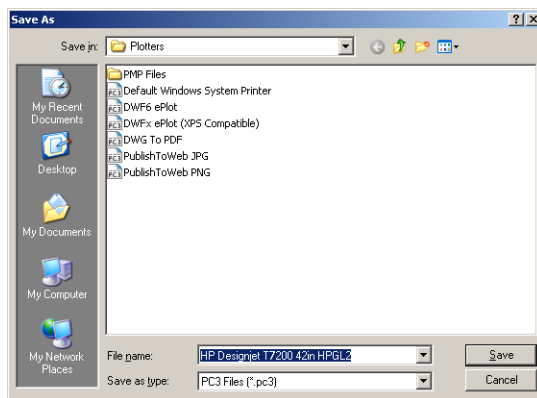 Save As
Save in: Plotters
My Recent Documents
Desktop
My Documents
My Computer
My Network Places
PMP Files
Default Windows System Printer
DWF6 ePlot
DWFx ePlot (XPS Compatible)
DWG To PDF
PublishToWeb JPG
PublishToWeb PNG
File name: HP Designjet T7200 42in HPGL2 Save
Save as type: PC3 Files (*.pc3) Cancel